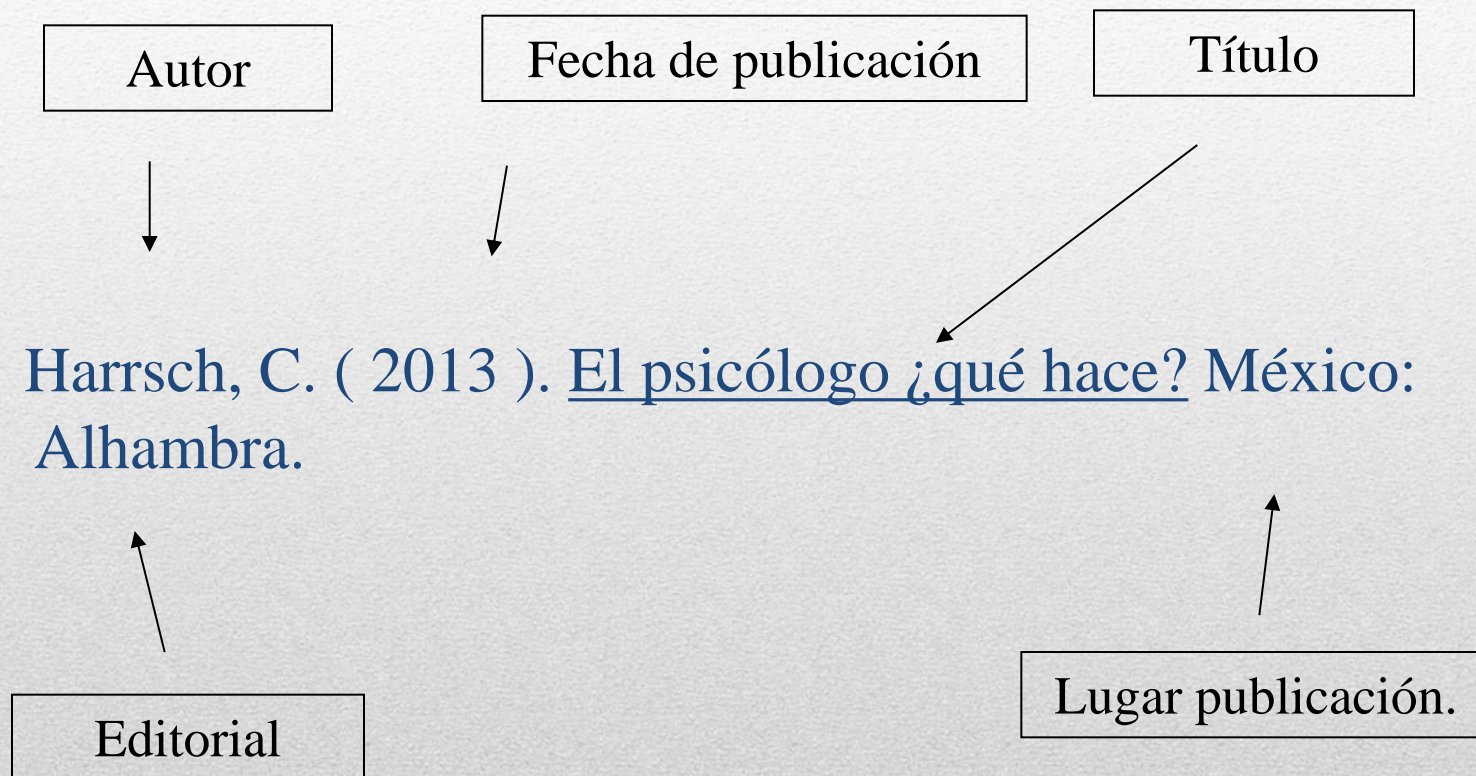 Autor
Fecha de publicación
Título
Harrsch, C. ( 2013 ). El psicólogo ¿qué hace? México:
Alhambra.
Lugar publicación.
Editorial